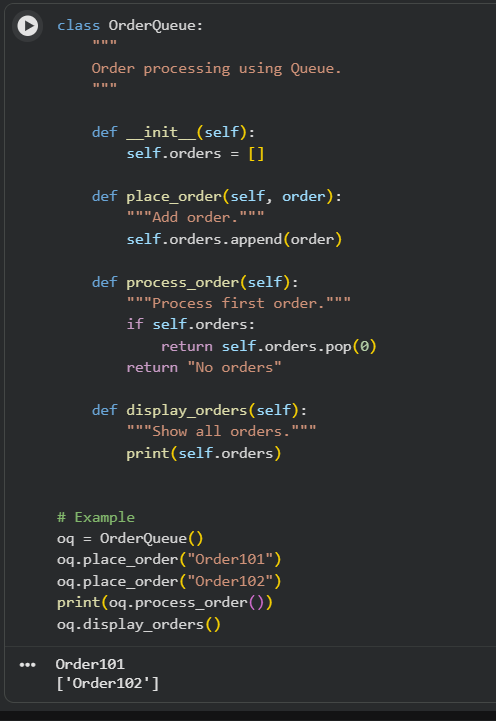 class OrderQueue:
    """
    Order processing using Queue.
    """

    def __init__(self):
        self.orders = []

    def place_order(self, order):
        """Add order."""
        self.orders.append(order)

    def process_order(self):
        """Process first order."""
        if self.orders:
            return self.orders.pop(0)
        return "No orders"

    def display_orders(self):
        """Show all orders."""
        print(self.orders)


# Example
oq = OrderQueue()
oq.place_order("Order101")
oq.place_order("Order102")
print(oq.process_order())
oq.display_orders()

Order101
['Order102']